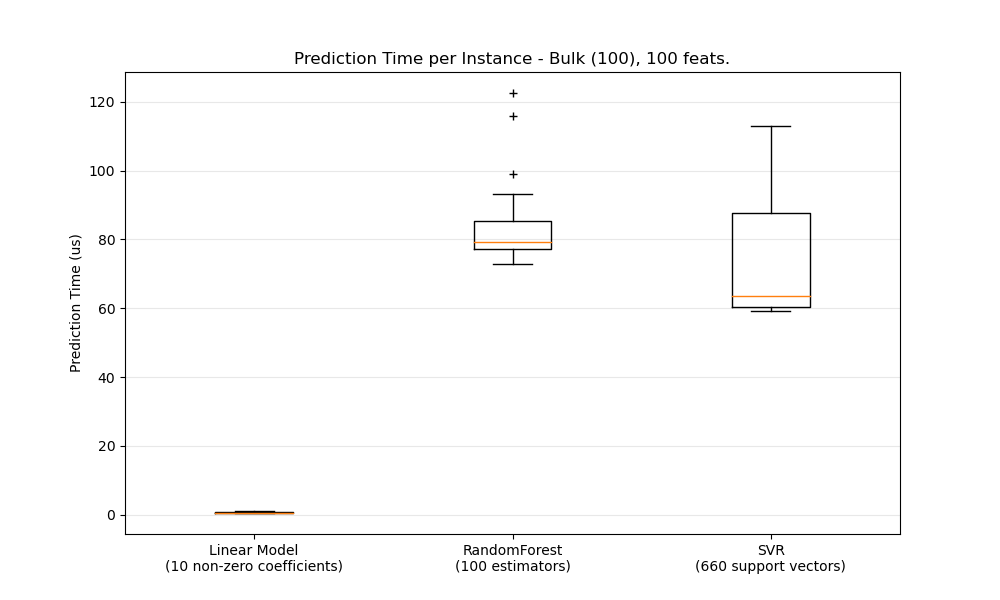 Prediction Time per Instance - Bulk (100), 100 feats.
Prediction Time (us)
120
100
80
60
40
20
0
Linear Model
(10 non-zero coefficients)
RandomForest
(100 estimators)
SVR
(660 support vectors)